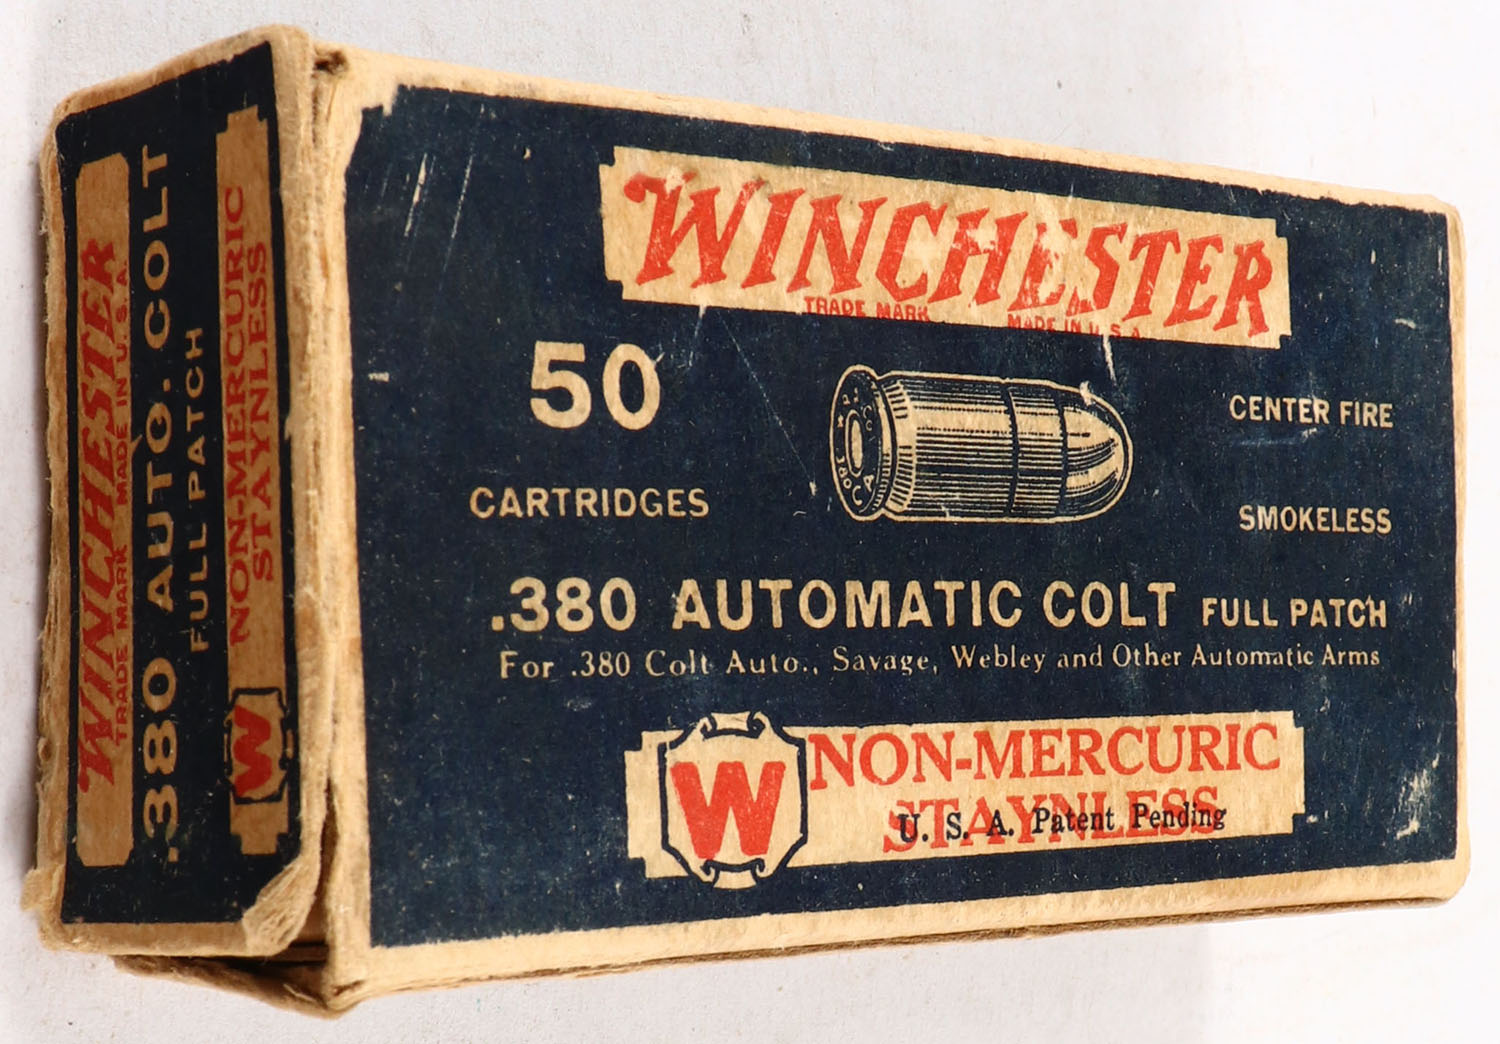 WINCHESTER
TRADE MARK MADE IN U.S.A.
.380 AUTO. COLT
FULL PATCH
NON-MERCURIC
STAYNLESS
W
WINCHESTER
TRADE MARK MADE IN U.S.A.
50
CARTRIDGES
380
CENTER FIRE
SMOKELESS
.380 AUTOMATIC COLT FULL PATCH
For .380 Colt Auto., Savage, Webley and Other Automatic Arms
W
NON-MERCURIC
STAYNLESS
U. S. A. Patent Pending